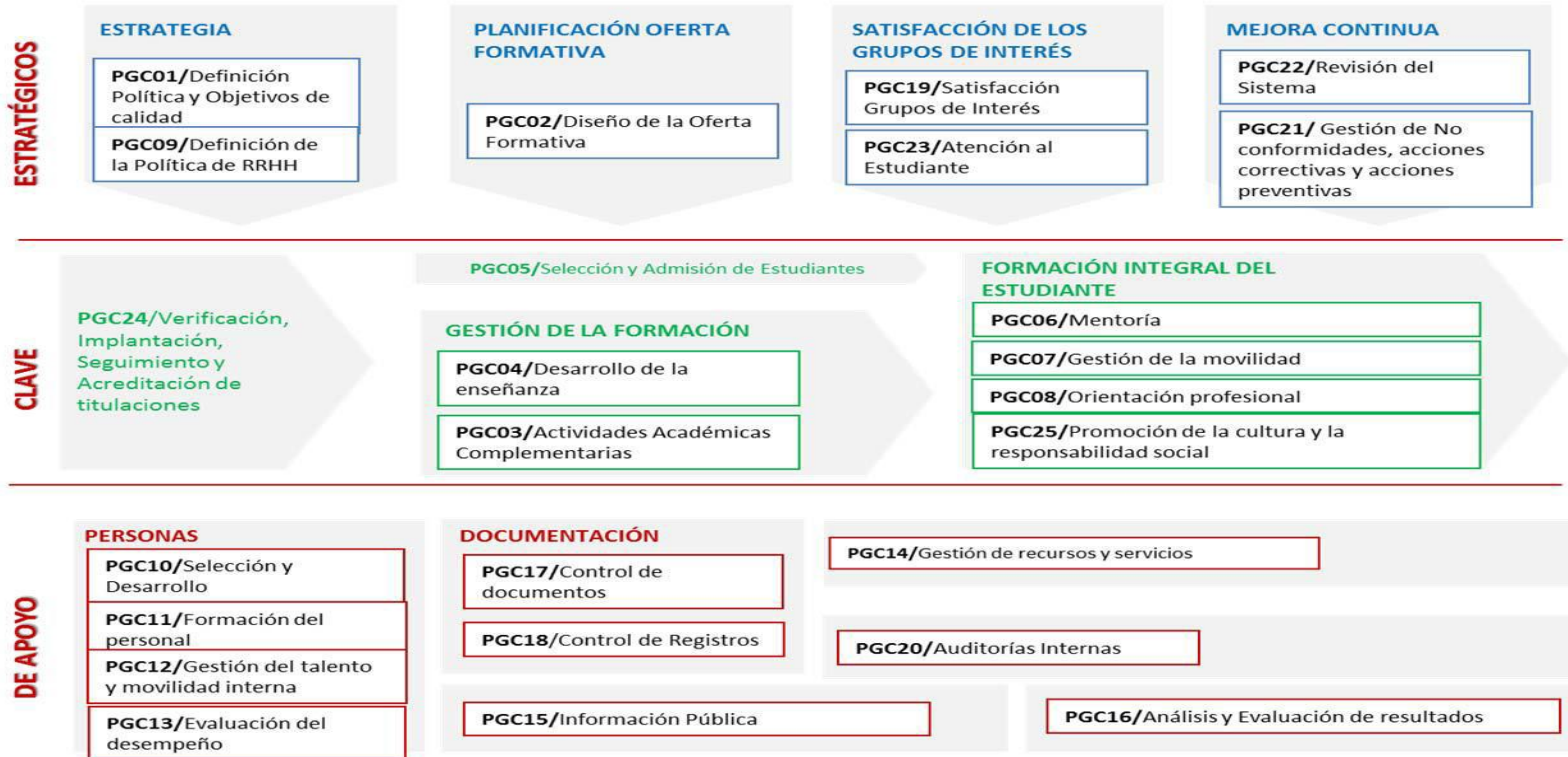 ESTRATÉGICOS
ESTRATEGIA
PGC01/Definición
Política y Objetivos de
calidad
PGC09/Definición de
la Política de RRHH
PLANIFICACIÓN OFERTA
FORMATIVA
PGC02/Diseño de la Oferta
Formativa
SATISFACCIÓN DE LOS
GRUPOS DE INTERÉS
PGC19/Satisfacción
Grupos de Interés
PGC23/Atención al
Estudiante
MEJORA CONTINUA
PGC22/Revisión del
Sistema
PGC21/ Gestión de No
conformidades, acciones
correctivas y acciones
preventivas
CLAVE
PGC24/Verificación,
Implantación,
Seguimiento y
Acreditación de
titulaciones
PGC05/Selección y Admisión de Estudiantes
GESTIÓN DE LA FORMACIÓN
PGC04/Desarrollo de la
enseñanza
PGC03/Actividades Académicas
Complementarias
FORMACIÓN INTEGRAL DEL
ESTUDIANTE
PGC06/Mentoría
PGC07/Gestión de la movilidad
PGC08/Orientación profesional
PGC25/Promoción de la cultura y la
responsabilidad social
DE APOYO
PERSONAS
PGC10/Selección y
Desarrollo
PGC11/Formación del
personal
PGC12/Gestión del talento
y movilidad interna
PGC13/Evaluación del
desempeño
DOCUMENTACIÓN
PGC17/Control de
documentos
PGC18/Control de Registros
PGC14/Gestión de recursos y servicios
PGC20/Auditorías Internas
PGC15/Información Pública
PGC16/Análisis y Evaluación de resultados